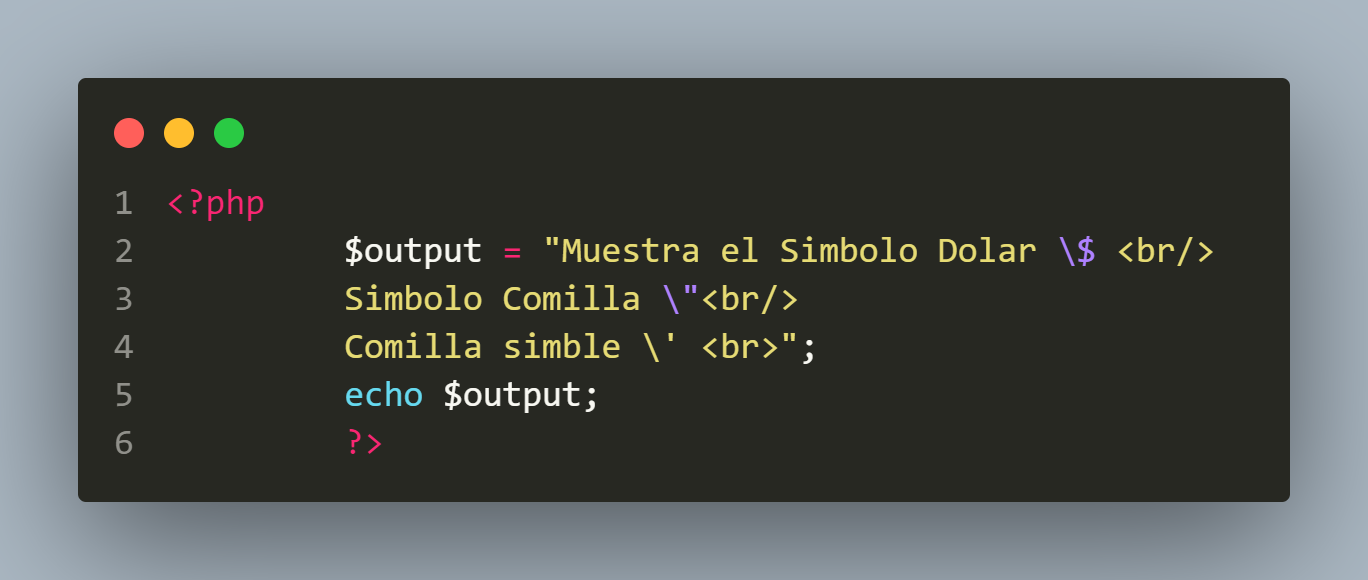 1 <?php
2 $output = "Muestra el Simbolo Dolar \$ <br/>
3 Simbolo Comilla \"<br/>
4 Comilla simble \' <br>";
5 echo $output;
6 ?>